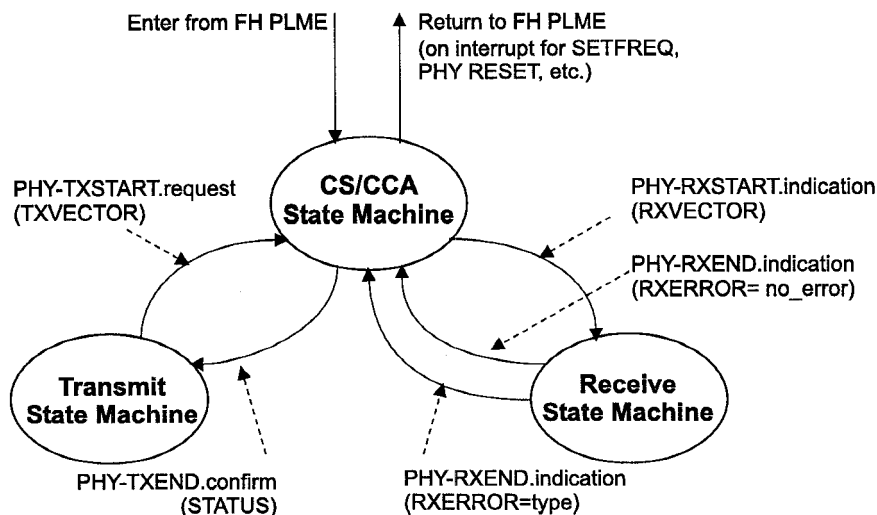 Enter from FH PLME
Return to FH PLME
(on interrupt for SETFREQ,
PHY RESET, etc.)
CS/CCA
State Machine
PHY-TXSTART.request
(TXVECTOR)
PHY-RXSTART.indication
(RXVECTOR)
PHY-RXEND.indication
(RXERROR= no_error)
Transmit
State Machine
Receive
State Machine
PHY-TXEND.confirm
(STATUS)
PHY-RXEND.indication
(RXERROR=type)